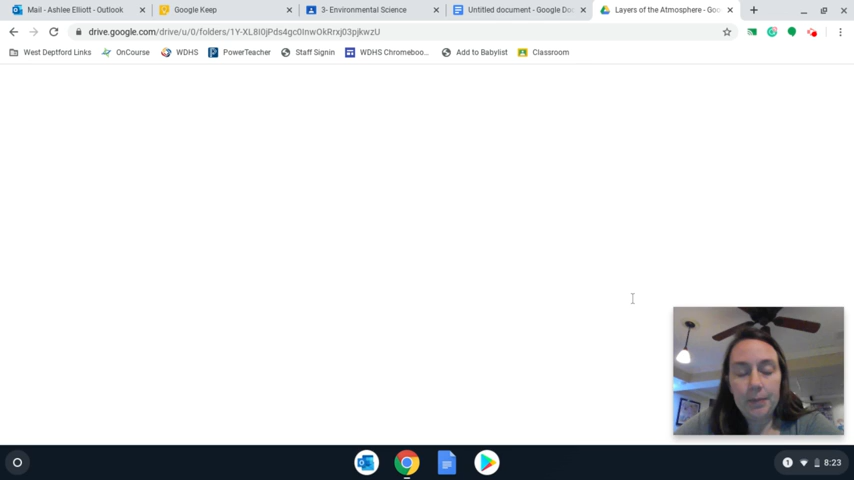 Mail - Ashlee Elliott - Outlook
Google Keep
3- Environmental Science
Untitled document - Google Doc
Layers of the Atmosphere - Goo
drive.google.com/drive/u/0/folders/1Y-XL8I0jPds4gc0InwOkRrxj03pjkwzU
West Deptford Links
OnCourse
WDHS
PowerTeacher
Staff Signin
WDHS Chromeboo...
Add to Babylist
Classroom
1
8:23